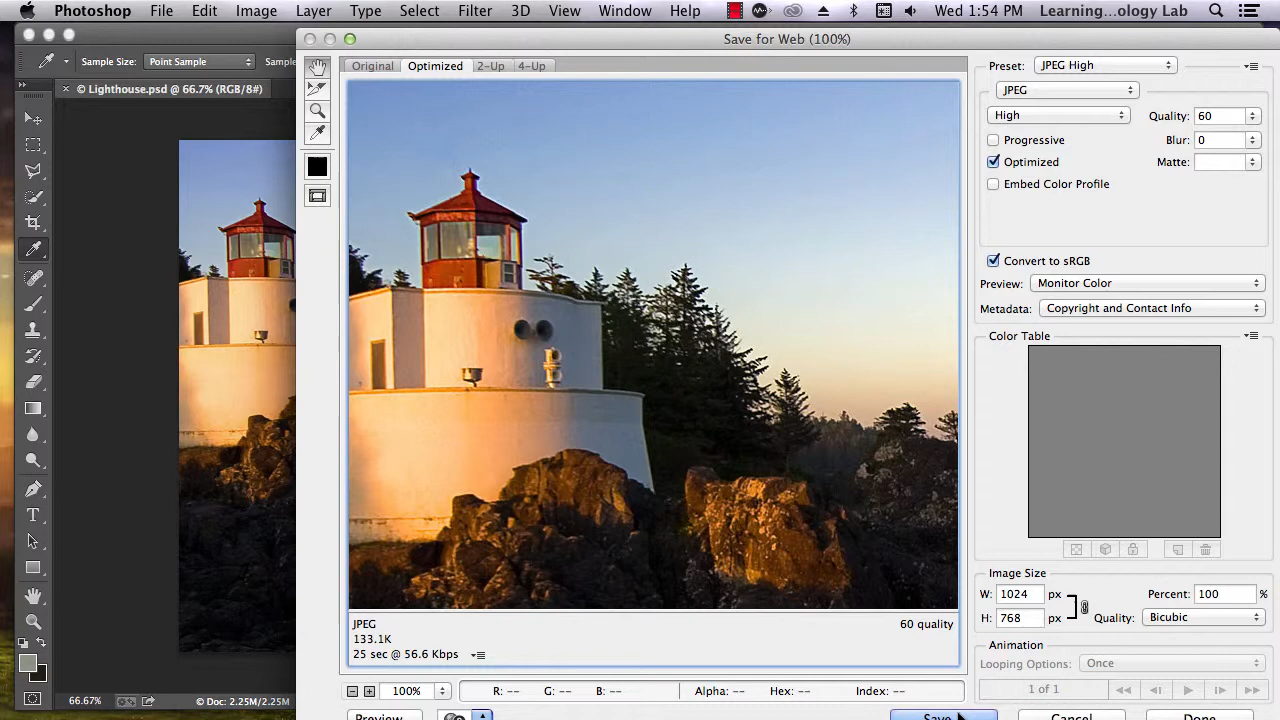 Photoshop File Edit Image Layer Type Select Filter 3D View Window Help Wed 1:54 PM Learning...ology Lab
Save for Web (100%)
Sample Size: Point Sample Sample
× © Lighthouse.psd @ 66.7% (RGB/8#)
Original Optimized 2-Up 4-Up
Preset: JPEG High
JPEG
High Quality: 60
Progressive Blur: 0
Optimized Matte:
Embed Color Profile
Convert to sRGB
Preview: Monitor Color
Metadata: Copyright and Contact Info
Color Table
Image Size
W: 1024 px Percent: 100 %
H: 768 px Quality: Bicubic
Animation
Looping Options: Once
1 of 1
JPEG 60 quality
133.1K
25 sec @ 56.6 Kbps
100% R: -- G: -- B: -- Alpha: -- Hex: -- Index: --
66.67% © Doc: 2.25M/2.25M
Preview... Save... Cancel Done